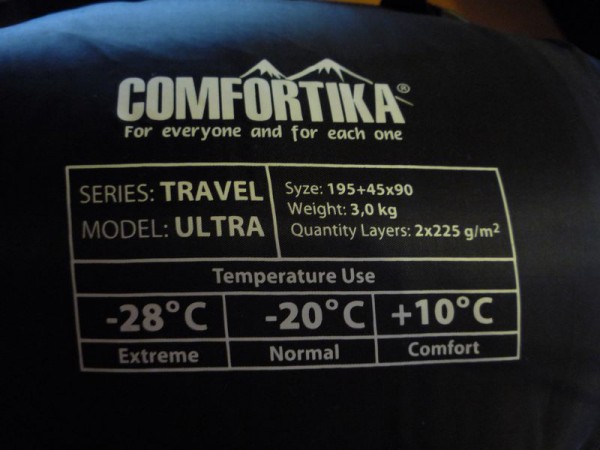 COMFORTIKA®
For everyone and for each one
SERIES: TRAVEL
MODEL: ULTRA
Syze: 195+45x90
Weight: 3,0 kg
Quantity Layers: 2x225 g/m²
Temperature Use
-28°C -20°C +10°C
Extreme Normal Comfort